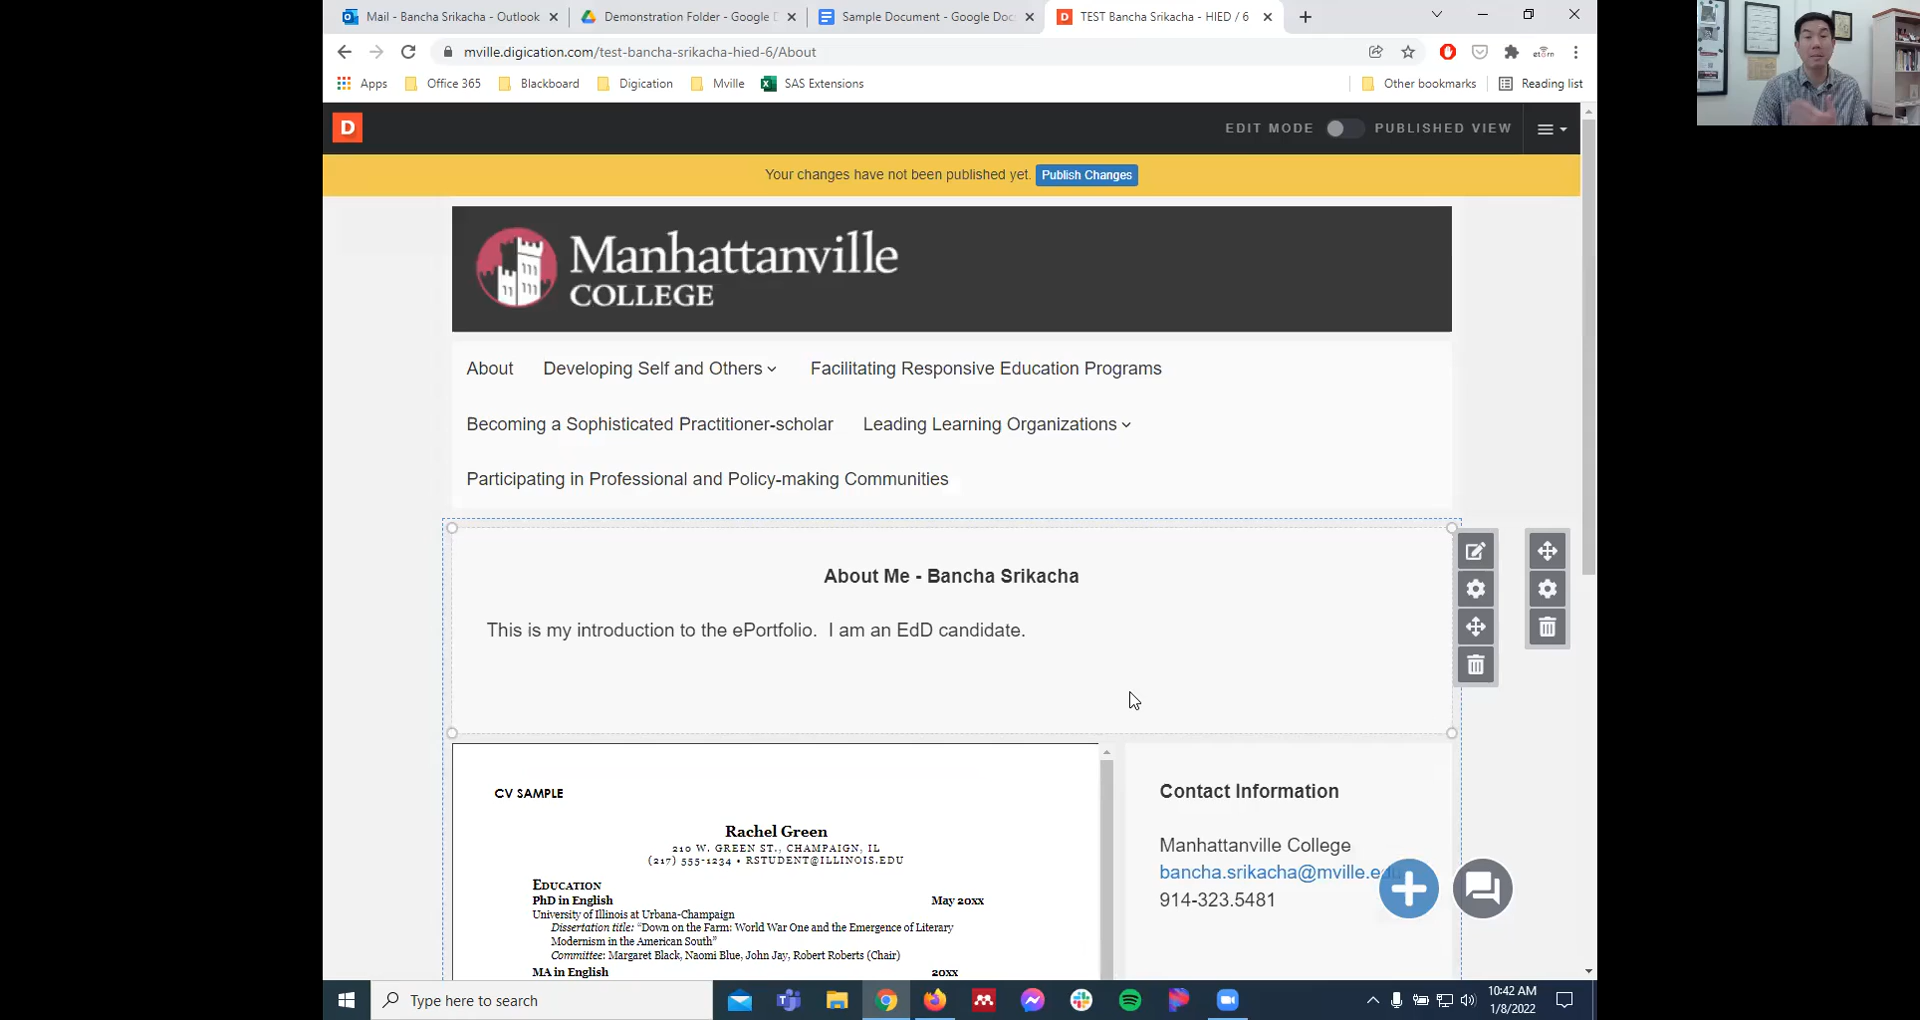 Mail - Bancha Srikacha - Outlook
Demonstration Folder - Google D
Sample Document - Google Doc
TEST Bancha Srikacha - HIED / 6
mville.digication.com/test-bancha-srikacha-hied-6/About
Apps
Office 365
Blackboard
Digication
Mville
SAS Extensions
Other bookmarks
Reading list
D
EDIT MODE
PUBLISHED VIEW
Your changes have not been published yet. Publish Changes
Manhattanville
COLLEGE
About
Developing Self and Others
Facilitating Responsive Education Programs
Becoming a Sophisticated Practitioner-scholar
Leading Learning Organizations
Participating in Professional and Policy-making Communities
About Me - Bancha Srikacha
This is my introduction to the ePortfolio. I am an EdD candidate.
CV SAMPLE
Rachel Green
210 W. GREEN ST., CHAMPAIGN, IL
(217) 555-1234 • RSTUDENT@ILLINOIS.EDU
EDUCATION
PhD in English May 20xx
University of Illinois at Urbana-Champaign
Dissertation title: “Down on the Farm: World War One and the Emergence of Literary
Modernism in the American South”
Committee: Margaret Black, Naomi Blue, John Jay, Robert Roberts (Chair)
MA in English 20xx
Contact Information
Manhattanville College
bancha.srikacha@mville.edu
914-323.5481
Type here to search
10:42 AM
1/8/2022